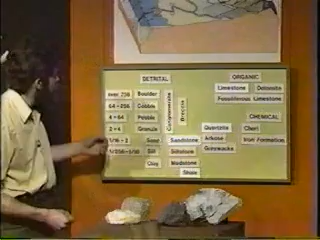 DETRITAL
over 256 Boulder
64-256 Cobble
4-64 Pebble
2-4 Granule
1/16-2 Sand
1/256-1/16 Silt
Clay
Conglomerate
Breccia
Sandstone
Siltstone
Mudstone
Shale
Quartzite
Arkose
Graywacke
ORGANIC
Limestone Dolomite
Fossiliferous Limestone
CHEMICAL
Chert
Iron Formation